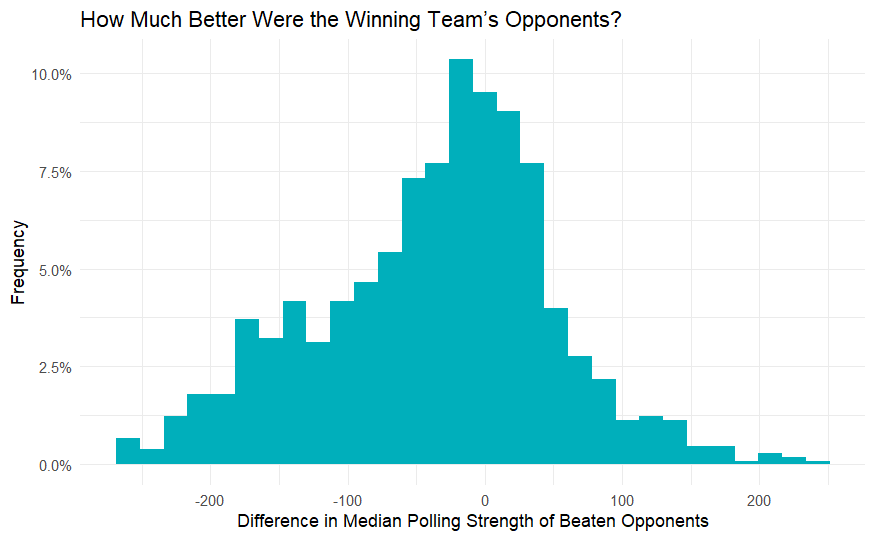 How Much Better Were the Winning Team’s Opponents?
10.0%
7.5%
5.0%
2.5%
0.0%
Frequency
-200 -100 0 100 200
Difference in Median Polling Strength of Beaten Opponents